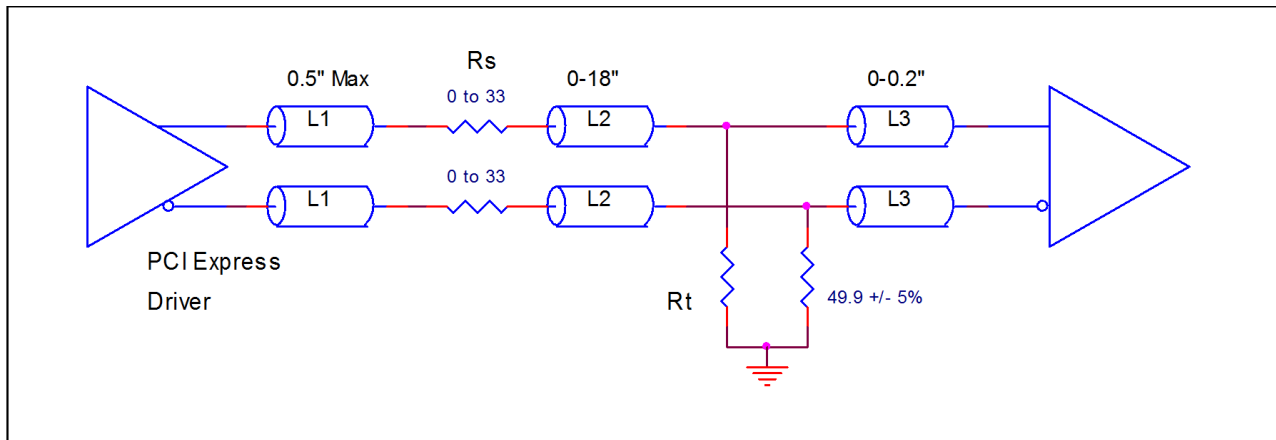 Rs
0.5" Max
0-18"
0-0.2"
0 to 33
L1
L2
L3
0 to 33
L1
L2
L3
PCI Express
Driver
Rt
49.9 +/- 5%